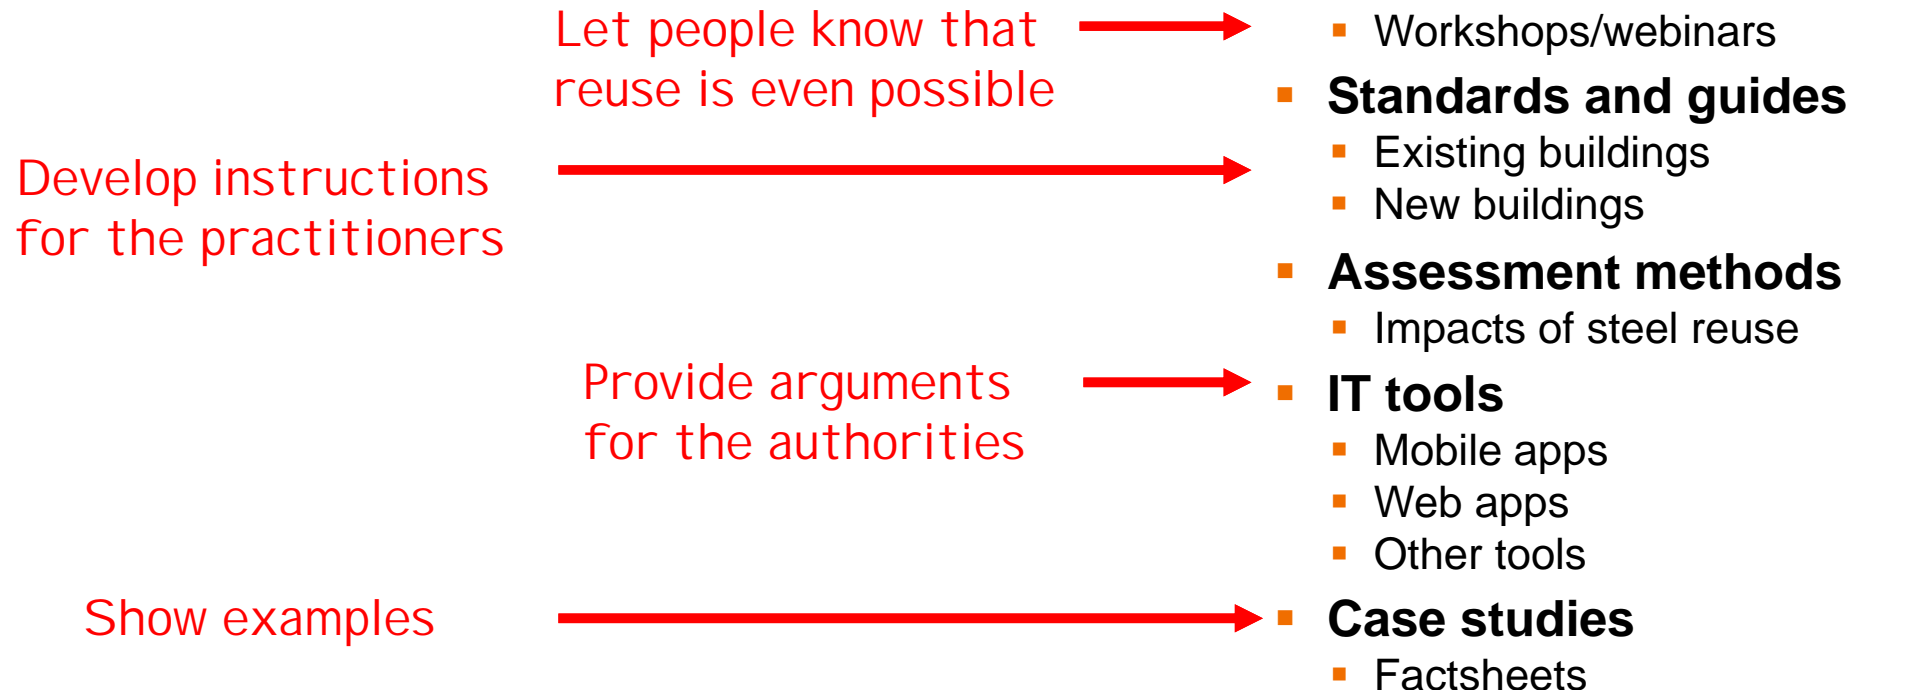 Let people know that
reuse is even possible
Develop instructions
for the practitioners
Provide arguments
for the authorities
Show examples
Workshops/webinars
Standards and guides
Existing buildings
New buildings
Assessment methods
Impacts of steel reuse
IT tools
Mobile apps
Web apps
Other tools
Case studies
Factsheets